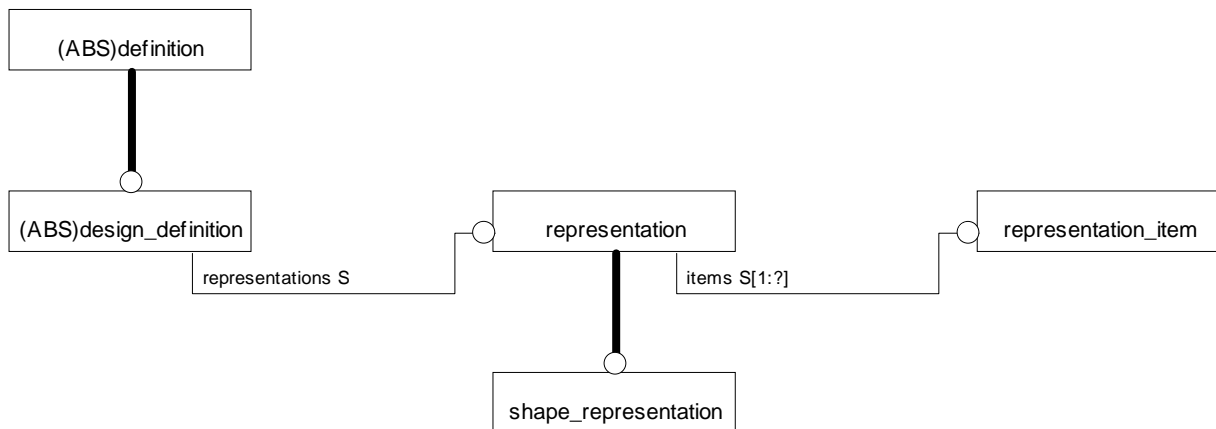 (ABS)definition
(ABS)design_definition
representation
representation_item
representations S
items S[1:?]
shape_representation